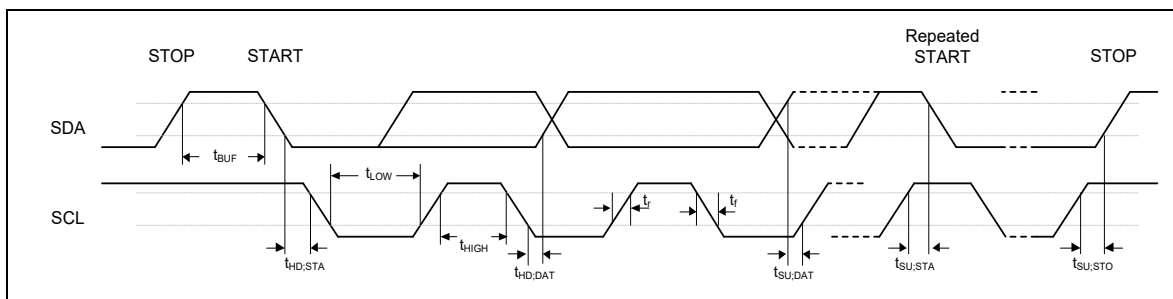 Repeated
STOP START START STOP
SDA
tBUF
tLOW
SCL
tr tf
tHIGH
tHD;STA tHD;DAT tSU;DAT tSU;STA tSU;STO